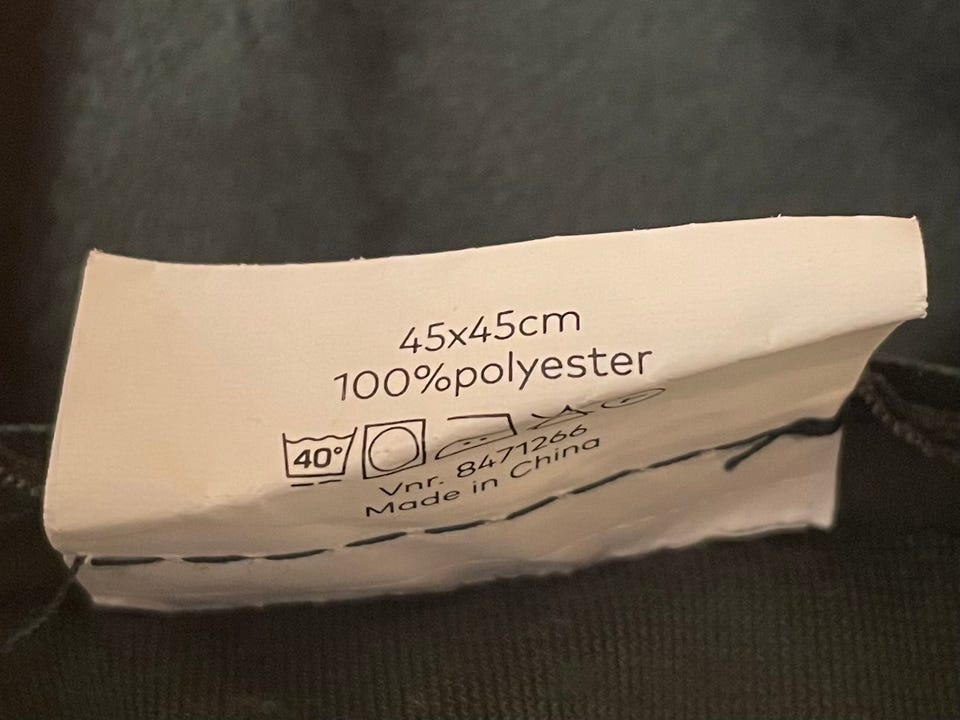 45x45cm
100%polyester
40°
Vnr. 8471266
Made in China